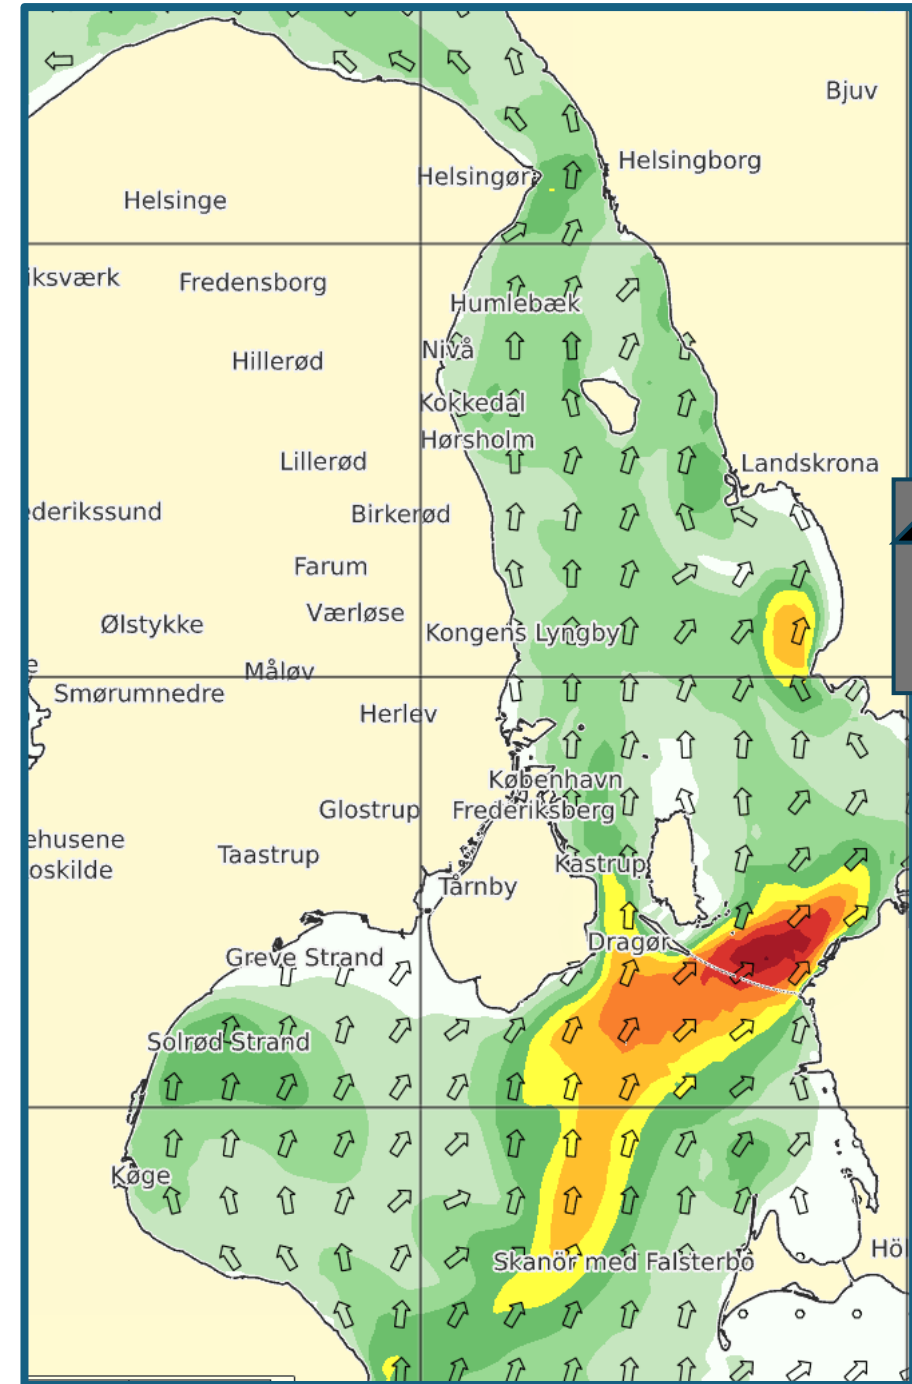 Bjuv
Helsingborg
Helsingør
Helsinge
iksværk
Fredensborg
Humlebæk
Nivå
Hillerød
Kokkedal
Hørsholm
Lillerød
Landskrona
ederikssund
Birkerød
Farum
Værløse
Ølstykke
Kongens Lyngby
e
Måløv
Smørumnedre
Herlev
København
Glostrup
Frederiksberg
ehusene
Taastrup
oskilde
Kastrup
Tårnby
Dragør
Greve Strand
Solrød Strand
Køge
Höl
Skanör med Falsterbo